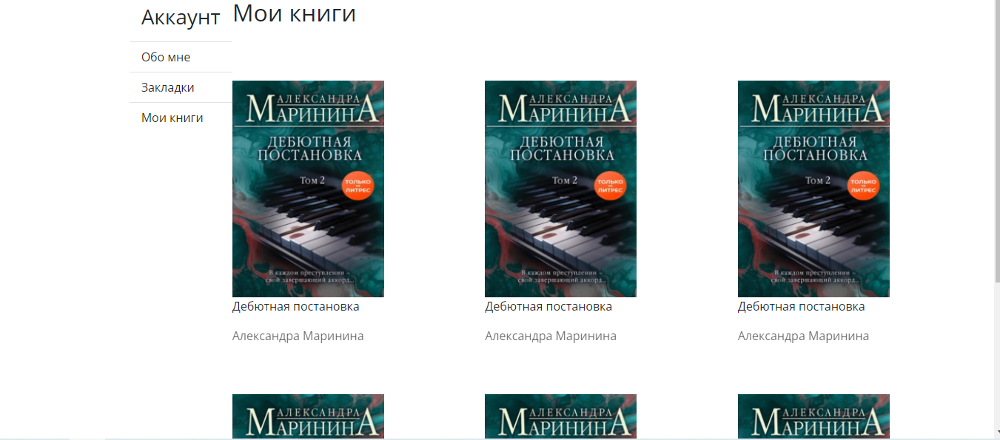 Аккаунт
Мои книги
Обо мне
Закладки
Мои книги
АЛЕКСАНДРА
МАРИНИНА
ДЕБЮТНАЯ
ПОСТАНОВКА
Том 2
ТОЛЬКО
НА
ЛИТРЕС
В каждом преступлении –
свой завершающий аккорд...
АЛЕКСАНДРА
МАРИНИНА
ДЕБЮТНАЯ
ПОСТАНОВКА
Том 2
ТОЛЬКО
НА
ЛИТРЕС
В каждом преступлении –
свой завершающий аккорд...
АЛЕКСАНДРА
МАРИНИНА
ДЕБЮТНАЯ
ПОСТАНОВКА
Том 2
ТОЛЬКО
НА
ЛИТРЕС
В каждом преступлении –
свой завершающий аккорд...
Дебютная постановка
Дебютная постановка
Дебютная постановка
Александра Маринина
Александра Маринина
Александра Маринина
АЛЕКСАНДРА
МАРИНИНА
АЛЕКСАНДРА
МАРИНИНА
АЛЕКСАНДРА
МАРИНИНА